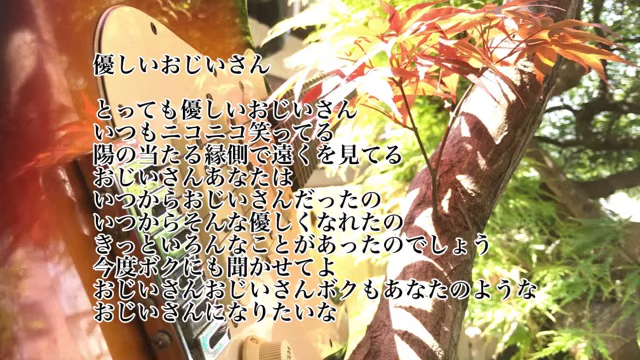 優しいおじいさん
とっても優しいおじいさん
いつもニコニコ笑ってる
陽の当たる縁側で遠くを見てる
おじいさんあなたは
いつからおじいさんだったの
いつからそんな優しくなれたの
きっといろんなことがあったのでしょう
今度ボクにも聞かせてよ
おじいさんおじいさんボクもあなたのような
おじいさんになりたいな